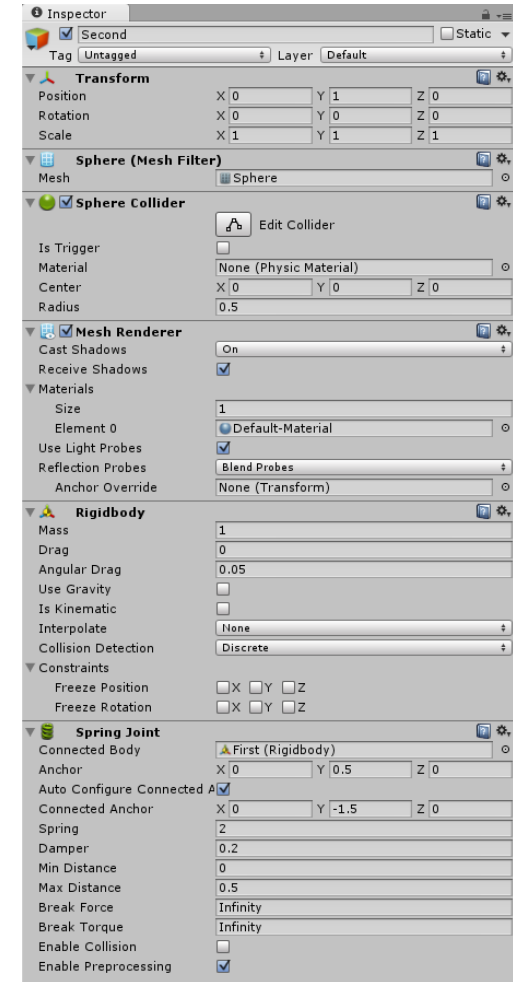 Inspector
Second Static
Tag Untagged Layer Default
Transform
Position X 0 Y 1 Z 0
Rotation X 0 Y 0 Z 0
Scale X 1 Y 1 Z 1
Sphere (Mesh Filter)
Mesh Sphere
Sphere Collider
Edit Collider
Is Trigger
Material None (Physic Material)
Center X 0 Y 0 Z 0
Radius 0.5
Mesh Renderer
Cast Shadows On
Receive Shadows
Materials
Size 1
Element 0 Default-Material
Use Light Probes
Reflection Probes Blend Probes
Anchor Override None (Transform)
Rigidbody
Mass 1
Drag 0
Angular Drag 0.05
Use Gravity
Is Kinematic
Interpolate None
Collision Detection Discrete
Constraints
Freeze Position X Y Z
Freeze Rotation X Y Z
Spring Joint
Connected Body First (Rigidbody)
Anchor X 0 Y 0.5 Z 0
Auto Configure Connected A
Connected Anchor X 0 Y -1.5 Z 0
Spring 2
Damper 0.2
Min Distance 0
Max Distance 0.5
Break Force Infinity
Break Torque Infinity
Enable Collision
Enable Preprocessing